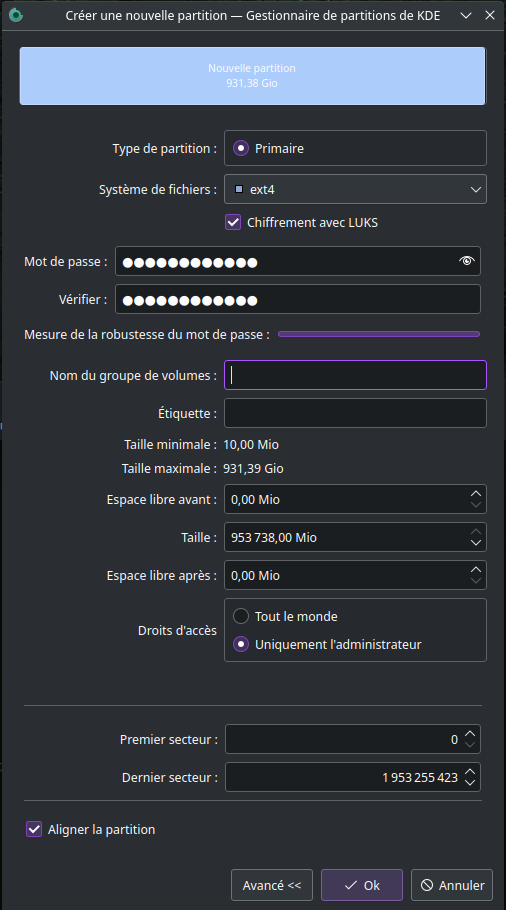 Créer une nouvelle partition — Gestionnaire de partitions de KDE
Nouvelle partition
931,38 Gio
Type de partition : Primaire
Système de fichiers : ext4
Chiffrement avec LUKS
Mot de passe : ●●●●●●●●●●●●
Vérifier : ●●●●●●●●●●●●
Mesure de la robustesse du mot de passe :
Nom du groupe de volumes :
Étiquette :
Taille minimale : 10,00 Mio
Taille maximale : 931,39 Gio
Espace libre avant : 0,00 Mio
Taille : 953 738,00 Mio
Espace libre après : 0,00 Mio
Tout le monde
Droits d'accès
Uniquement l'administrateur
Premier secteur : 0
Dernier secteur : 1 953 255 423
Aligner la partition
Avancé << Ok Annuler